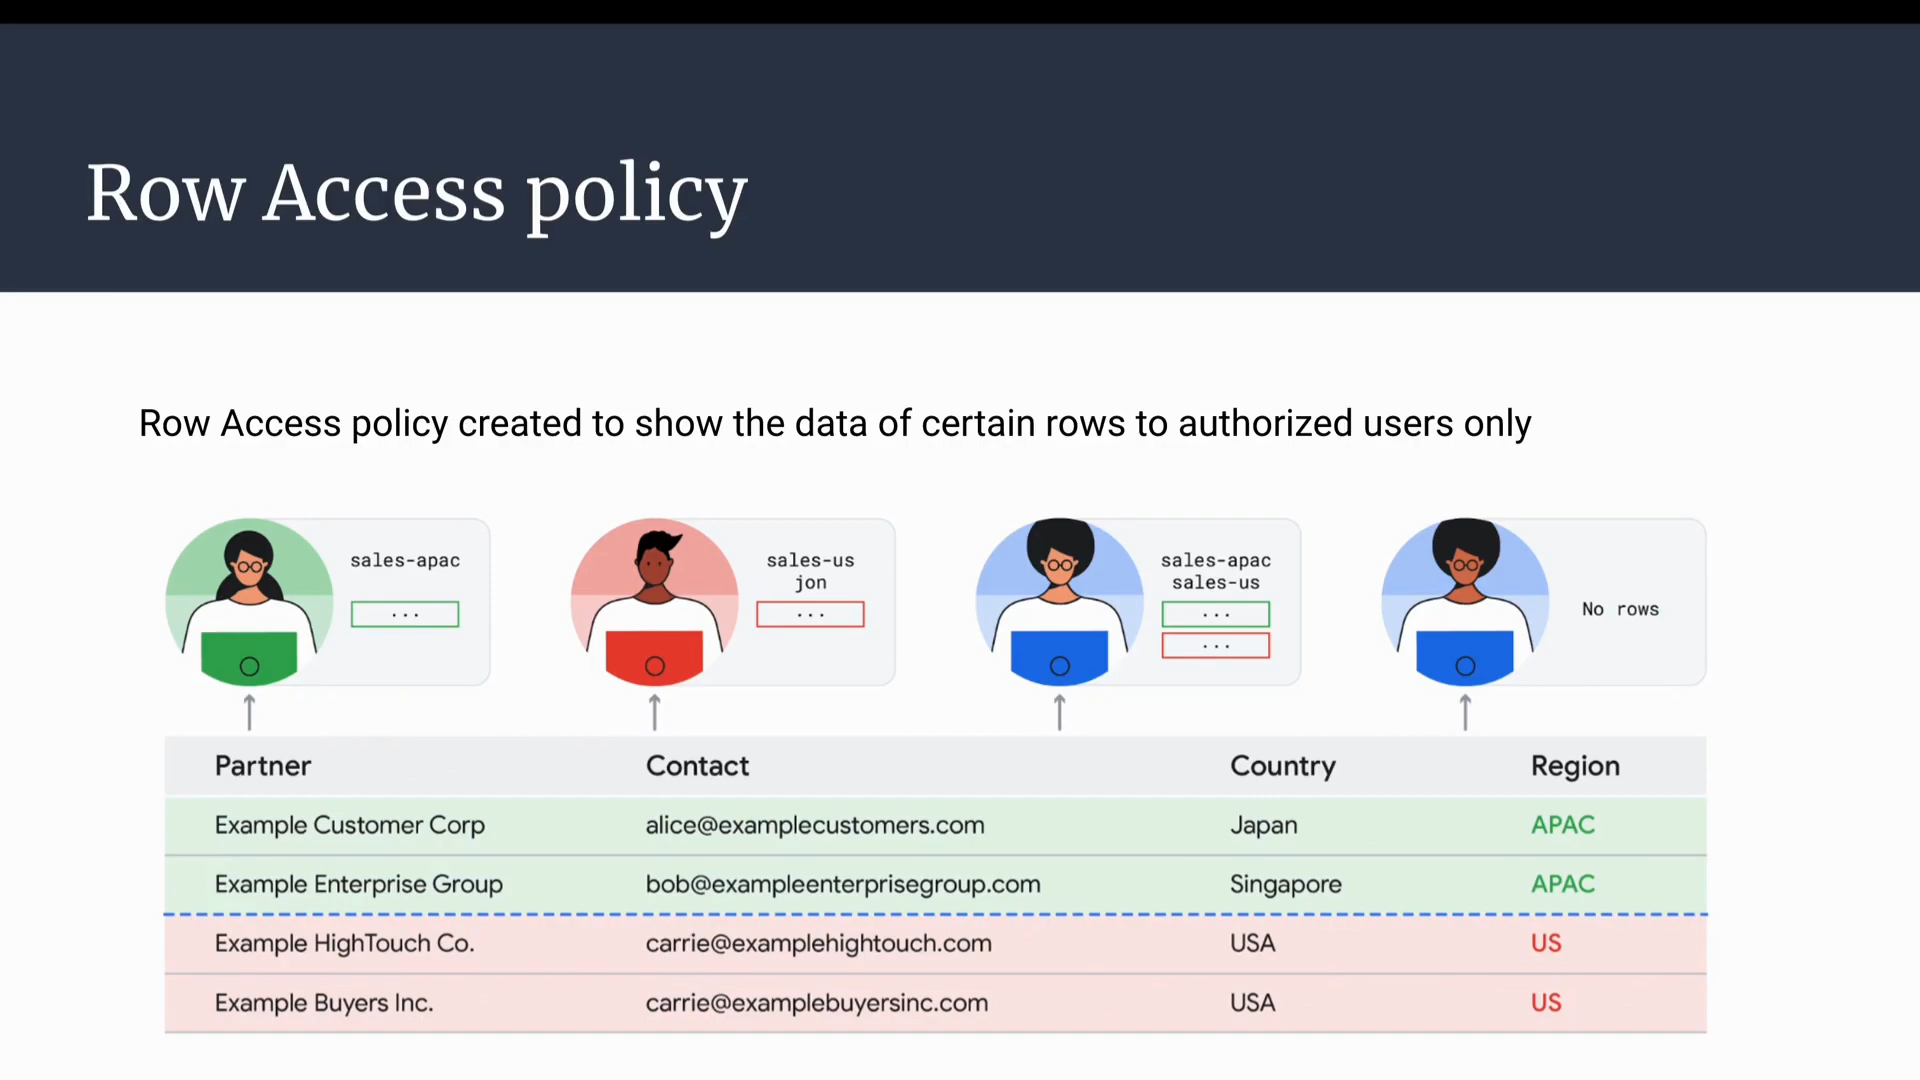 Row Access policy
Row Access policy created to show the data of certain rows to authorized users only
sales-apac
...
sales-us
jon
...
sales-apac
sales-us
...
...
No rows
Partner Contact Country Region
Example Customer Corp alice@examplecustomers.com Japan APAC
Example Enterprise Group bob@exampleenterprisegroup.com Singapore APAC
Example HighTouch Co. carrie@examplehightouch.com USA US
Example Buyers Inc. carrie@examplebuyersinc.com USA US